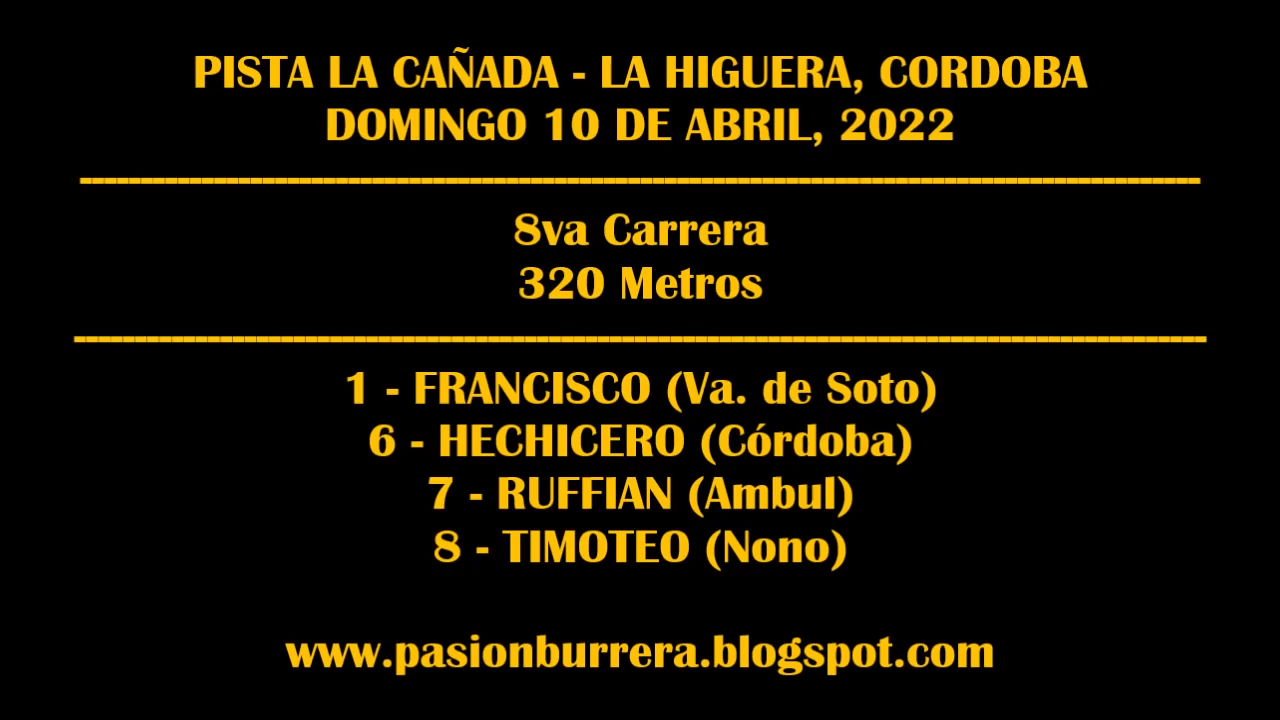 PISTA LA CAÑADA - LA HIGUERA, CORDOBA
DOMINGO 10 DE ABRIL, 2022
8va Carrera
320 Metros
1 - FRANCISCO (Va. de Soto)
6 - HECHICERO (Córdoba)
7 - RUFFIAN (Ambul)
8 - TIMOTEO (Nono)
www.pasionburrera.blogspot.com